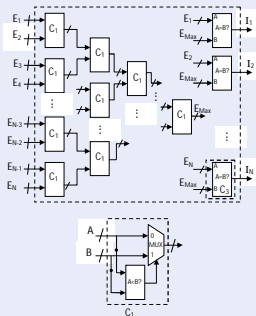 E1
E2
C1
E3
E4
C1
C1
C1
C1
EN-3
EN-2
C1
EN-1
EN
C1
C1
C1
EMax
E1
EMax
A
A=B?
B
I1
E2
EMax
A
A=B?
B
I2
EN
EMax
A
A=B?
B
C3
IN
A
B
0
1
MUX
A<B?
C1